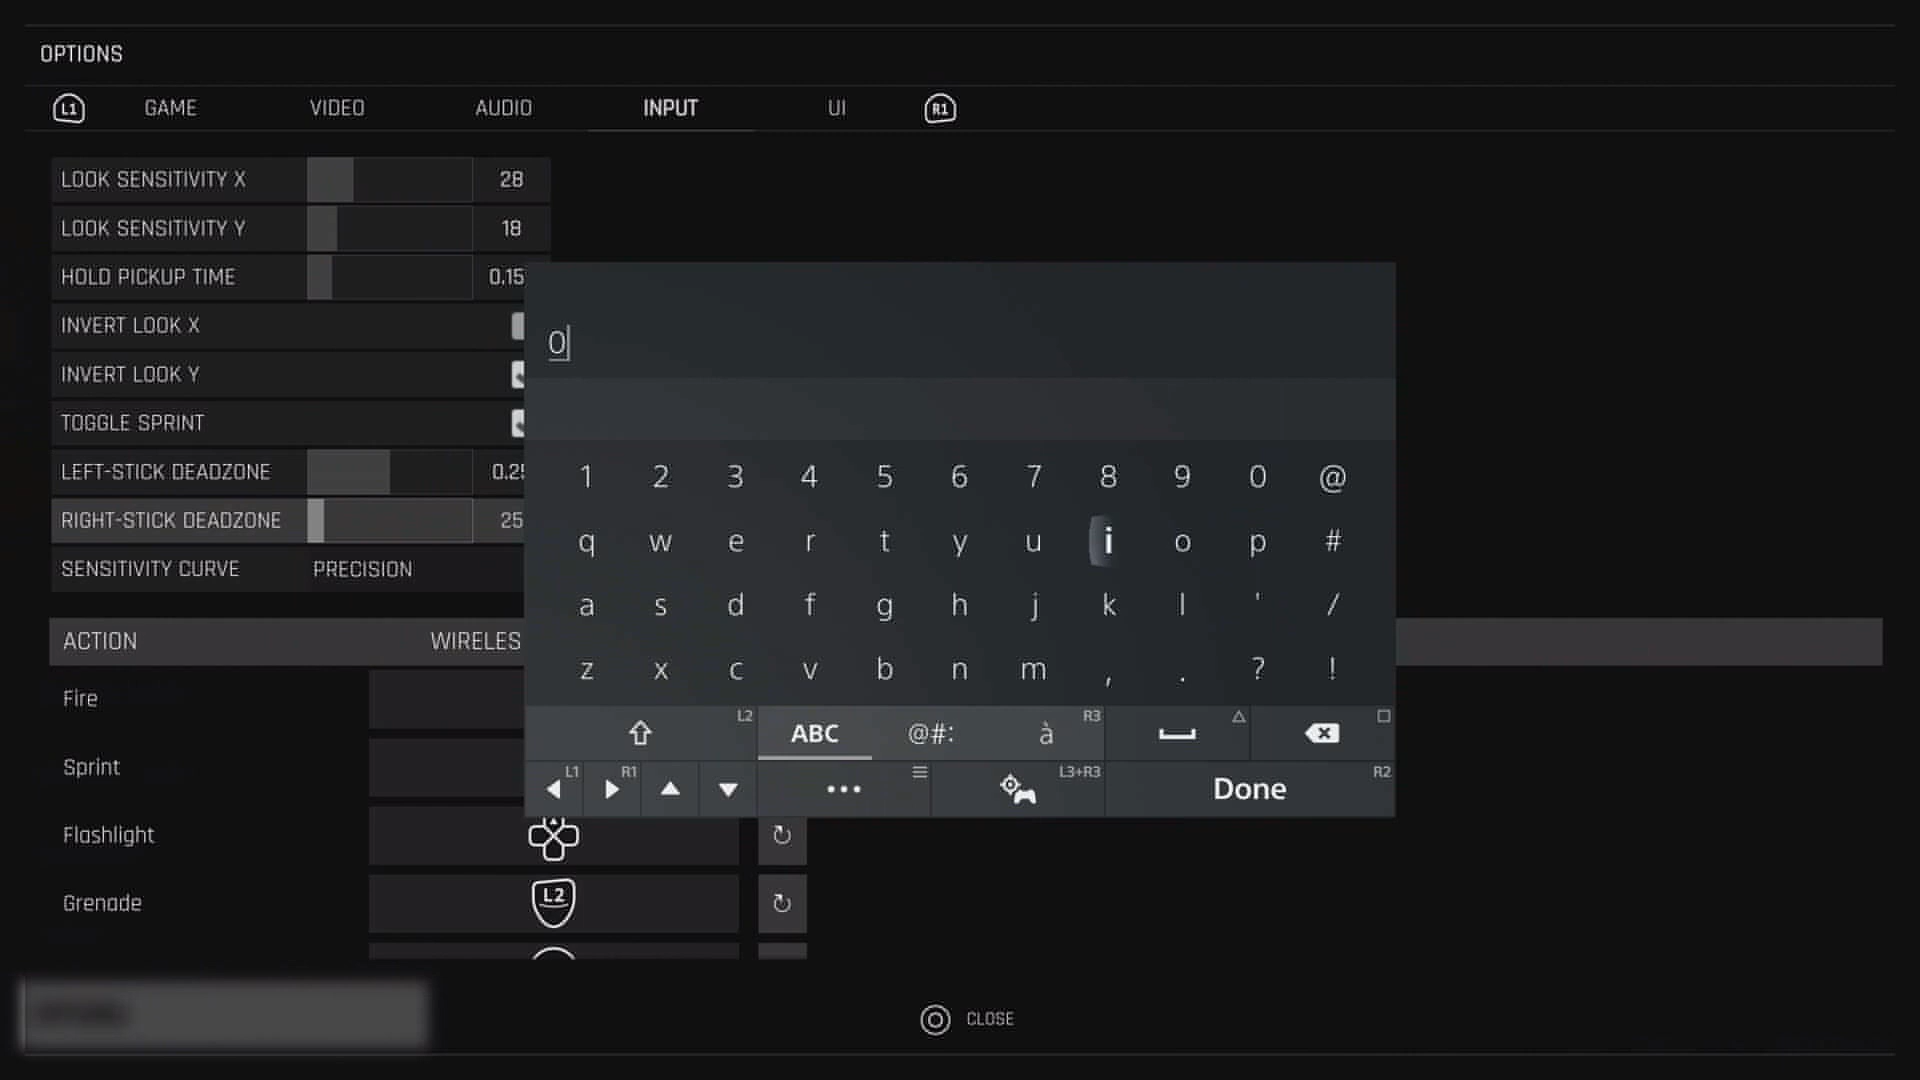 OPTIONS
L1 GAME VIDEO AUDIO INPUT UI R1
LOOK SENSITIVITY X 28
LOOK SENSITIVITY Y 18
HOLD PICKUP TIME 0.15
INVERT LOOK X
INVERT LOOK Y
TOGGLE SPRINT
LEFT-STICK DEADZONE 0.25
RIGHT-STICK DEADZONE 25
SENSITIVITY CURVE PRECISION
0
1 2 3 4 5 6 7 8 9 0 @
q w e r t y u i o p #
a s d f g h j k l ' /
z x c v b n m , . ? !
L2 ABC @#: à R3
L1 R1 ... L3+R3 Done R2
ACTION WIRELES
Fire
Sprint
Flashlight
Grenade L2
CLOSE